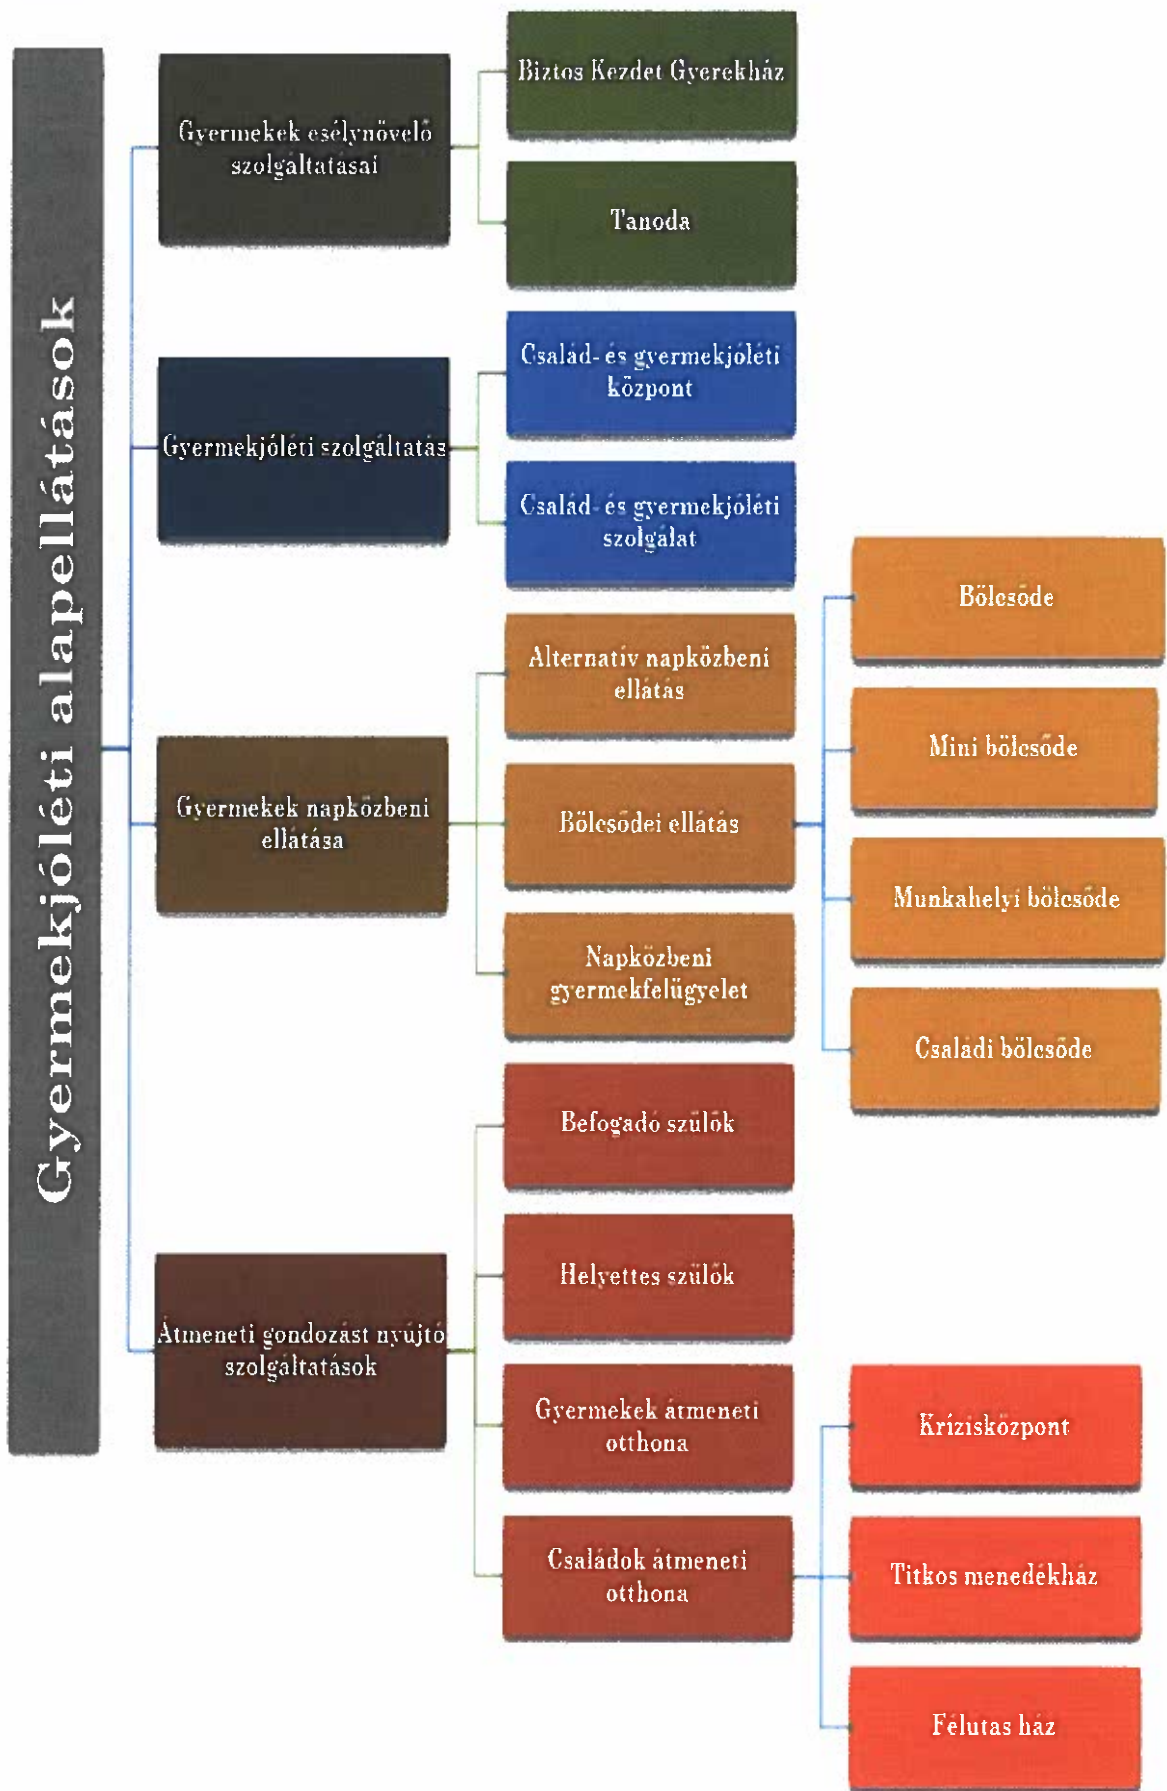 Gyermekjóléti alapellátások
Gyermekek esélynövelő
szolgáltatásai
Biztos Kezdet Gyerekház
Tanoda
Gyermekjóléti szolgáltatás
Család- és gyermekjóléti
központ
Család- és gyermekjóléti
szolgálat
Gyermekek napközbeni
ellátása
Alternatív napközbeni
ellátás
Bölcsődei ellátás
Bölcsőde
Mini bölcsőde
Munkahelyi bölcsőde
Családi bölcsőde
Napközbeni
gyermekfelügyelet
Átmeneti gondozást nyújtó
szolgáltatások
Befogadó szülők
Helyettes szülők
Gyermekek átmeneti
otthona
Családok átmeneti
otthona
Krízisközpont
Titkos menedékház
Félutas ház